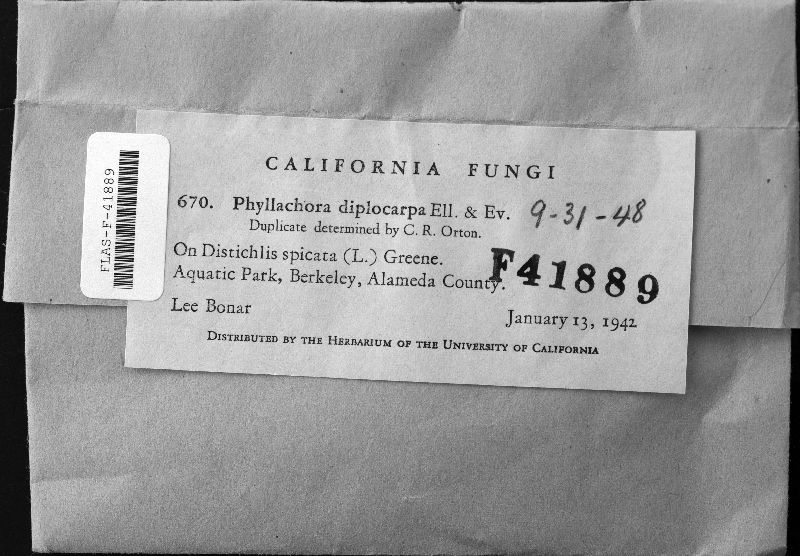 CALIFORNIA FUNGI
670. Phyllachora diplocarpa Ell. & Ev. 9-31-48
Duplicate determined by C. R. Orton.
On Distichlis spicata (L.) Greene.
Aquatic Park, Berkeley, Alameda County.
F41889
Lee Bonar January 13, 1942
Distributed by the Herbarium of the University of California
FLAS-F-41889